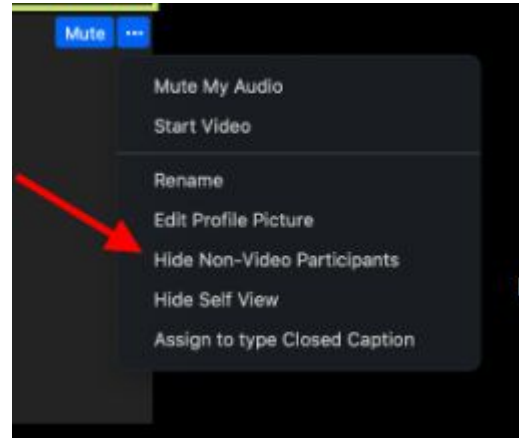 Mute ...
Mute My Audio
Start Video
Rename
Edit Profile Picture
Hide Non-Video Participants
Hide Self View
Assign to type Closed Caption